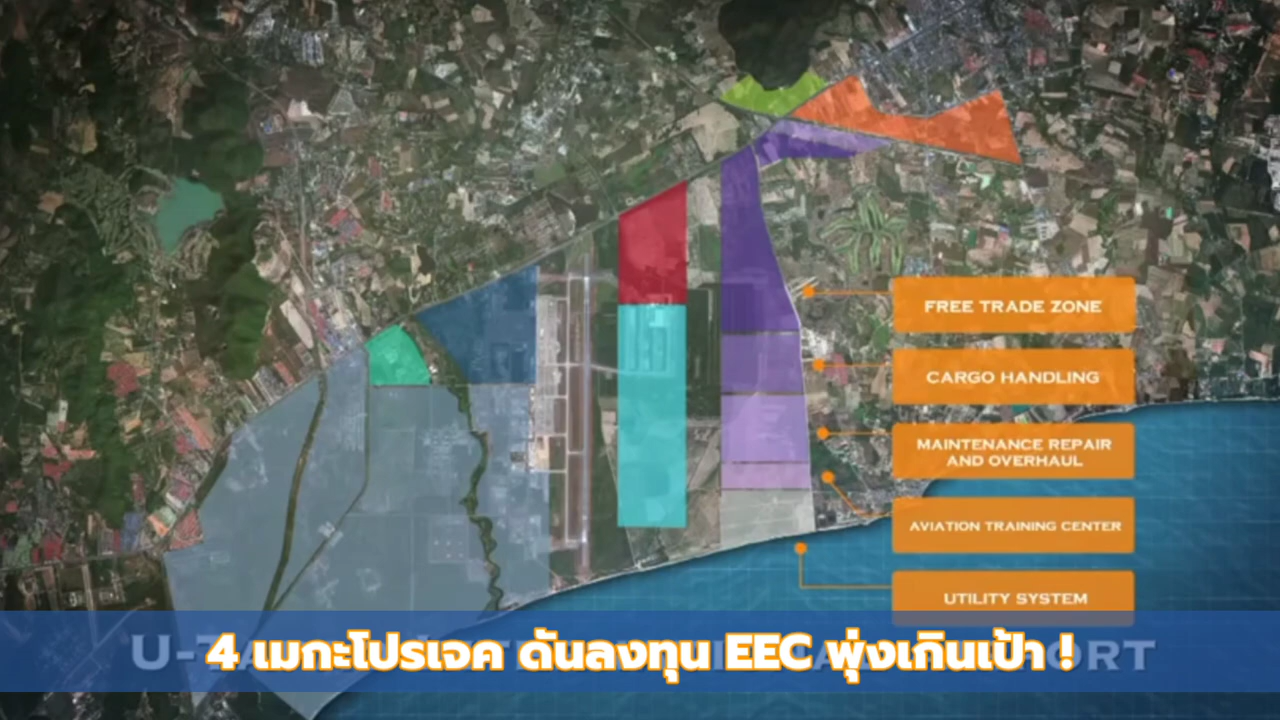 FREE TRADE ZONE
CARGO HANDLING
MAINTENANCE REPAIR
AND OVERHAUL
AVIATION TRAINING CENTER
UTILITY SYSTEM
4 เมกะโปรเจค ดันลงทุน EEC พุ่งเกินเป้า !